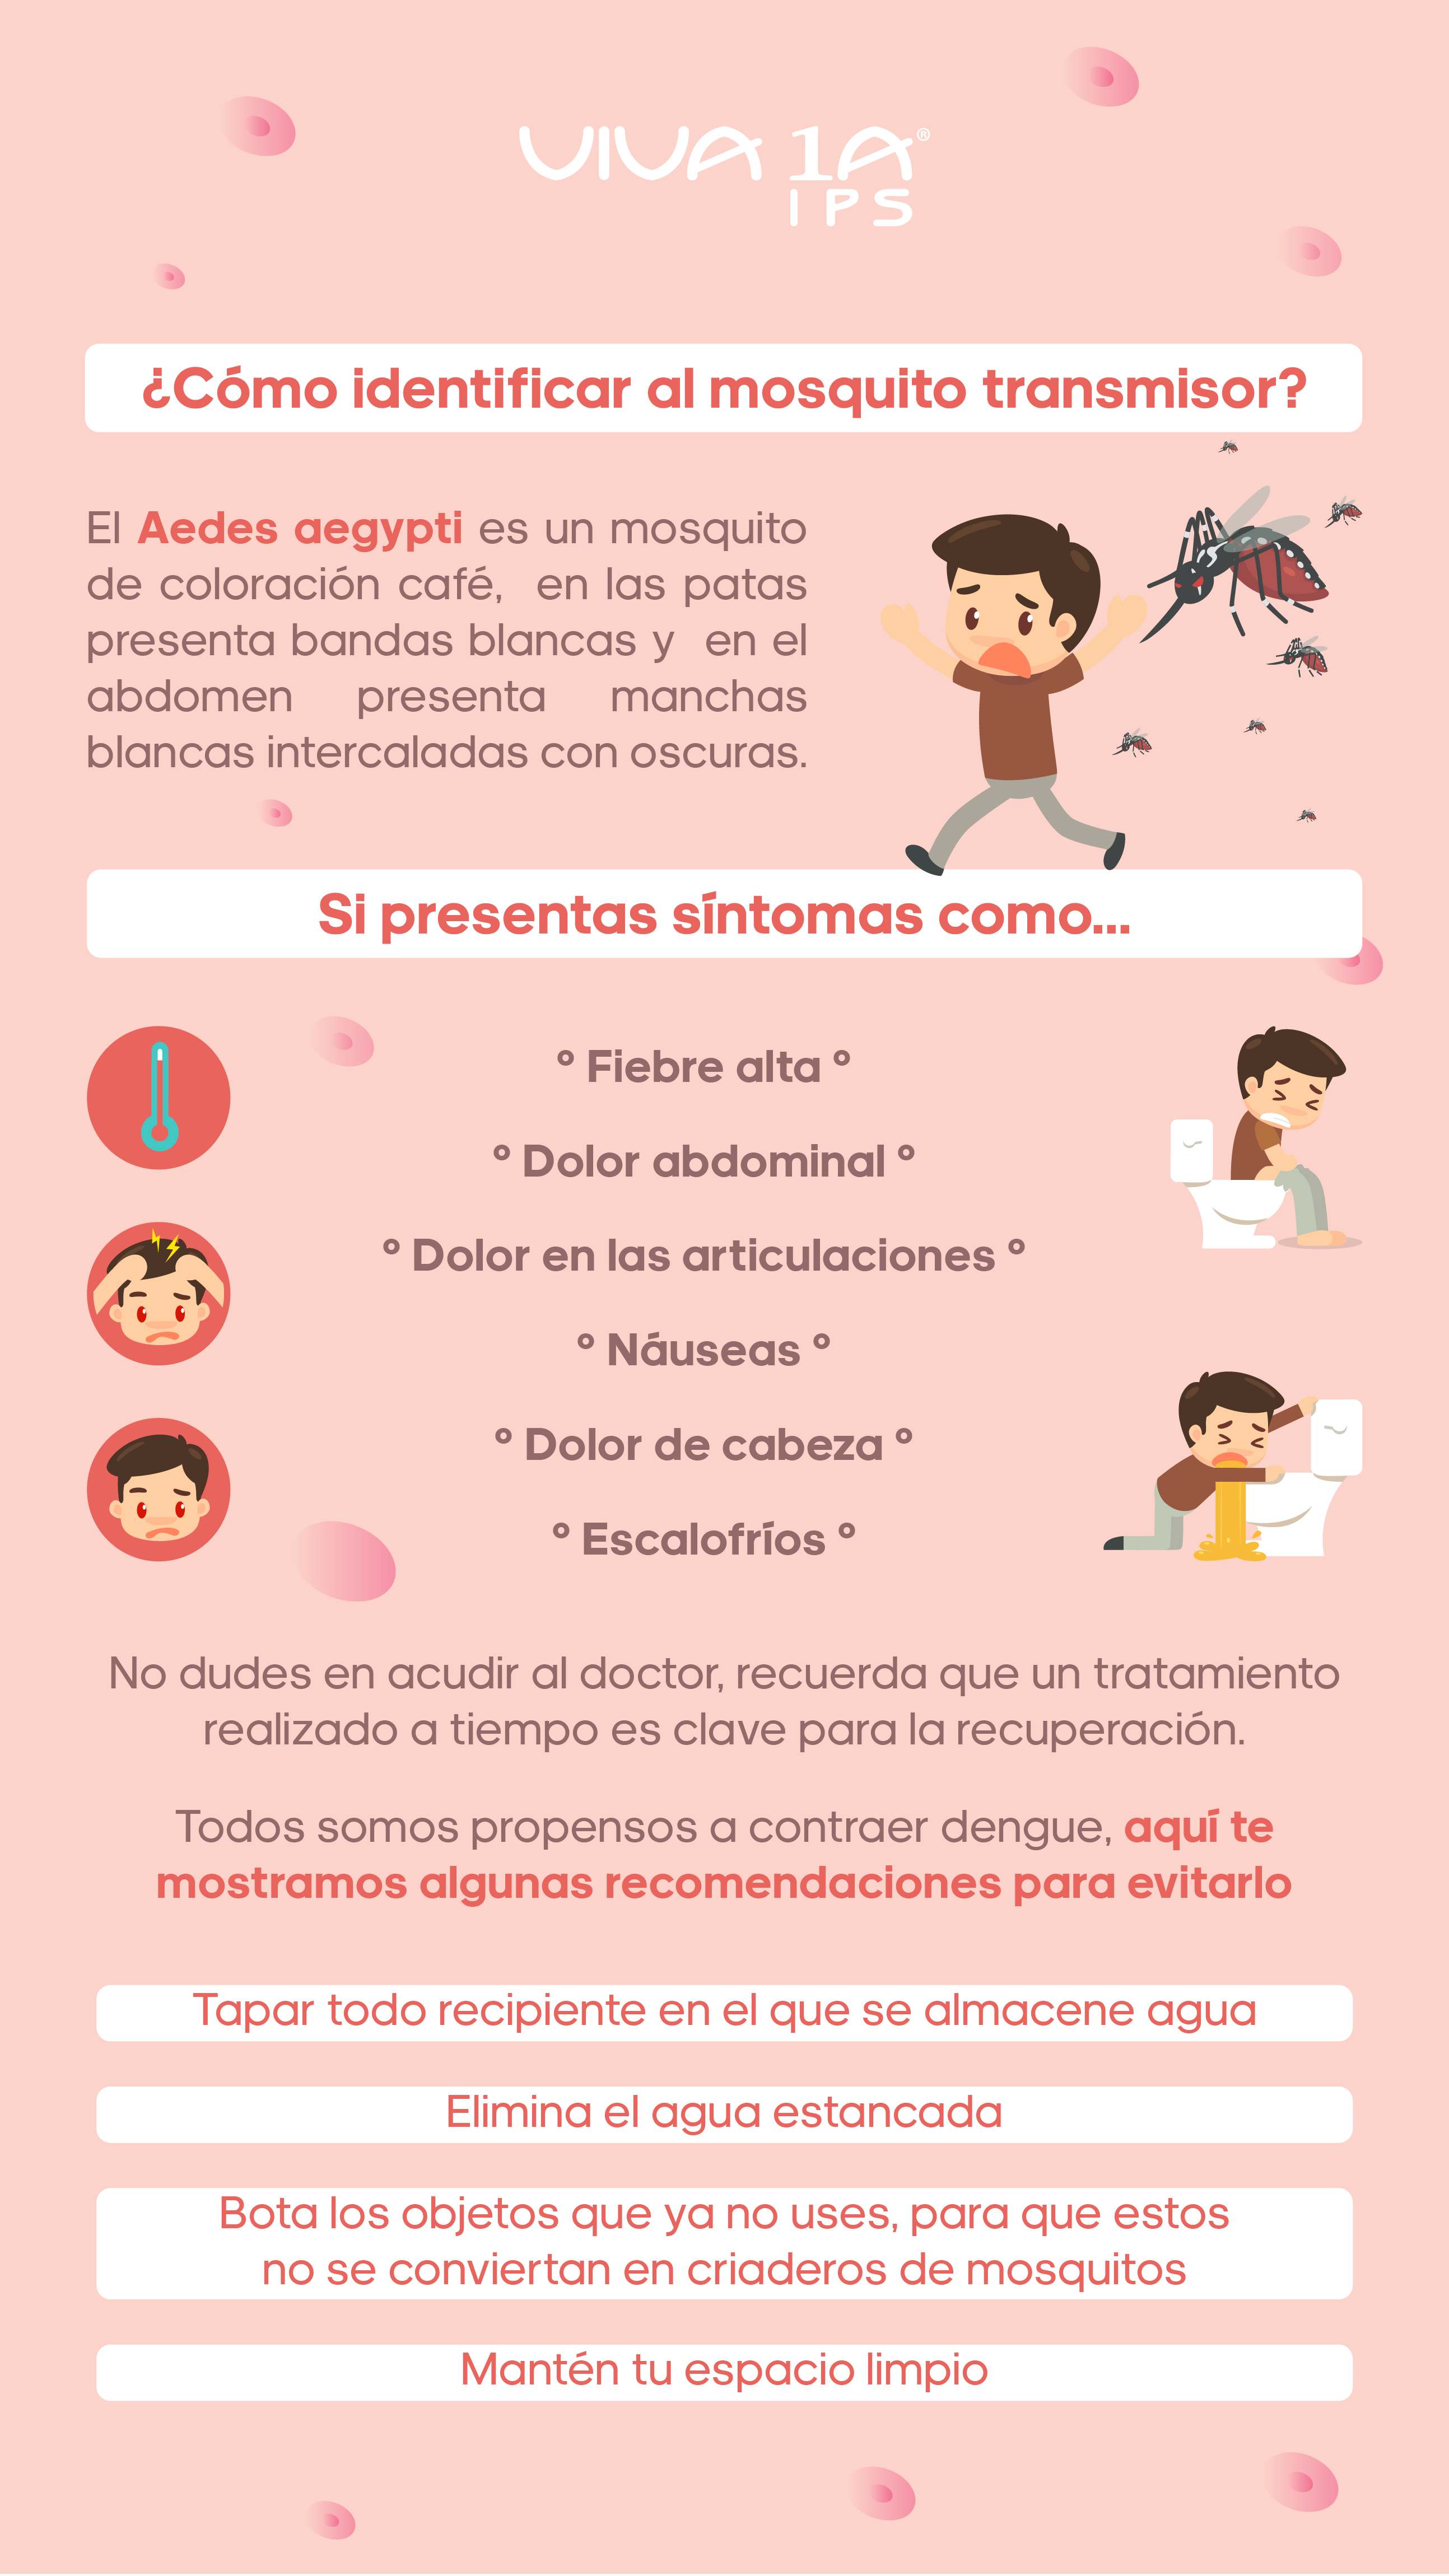 VIVA 1A®
IPS
¿Cómo identificar al mosquito transmisor?
El Aedes aegypti es un mosquito
de coloración café, en las patas
presenta bandas blancas y en el
abdomen presenta manchas
blancas intercaladas con oscuras.
Si presentas síntomas como...
° Fiebre alta °
° Dolor abdominal °
° Dolor en las articulaciones °
° Náuseas °
° Dolor de cabeza °
° Escalofríos °
No dudes en acudir al doctor, recuerda que un tratamiento
realizado a tiempo es clave para la recuperación.
Todos somos propensos a contraer dengue, aquí te
mostramos algunas recomendaciones para evitarlo
Tapar todo recipiente en el que se almacene agua
Elimina el agua estancada
Bota los objetos que ya no uses, para que estos
no se conviertan en criaderos de mosquitos
Mantén tu espacio limpio